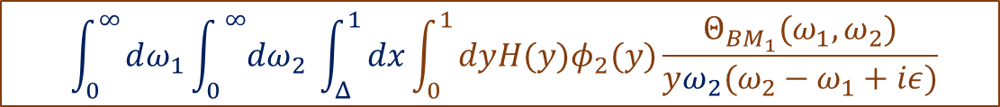 ∫₀^∞ dω₁ ∫₀^∞ dω₂ ∫_Δ^1 dx ∫₀^1 dyH(y)ϕ₂(y) Θ_{BM₁}(ω₁, ω₂) / yω₂(ω₂ − ω₁ + iϵ)